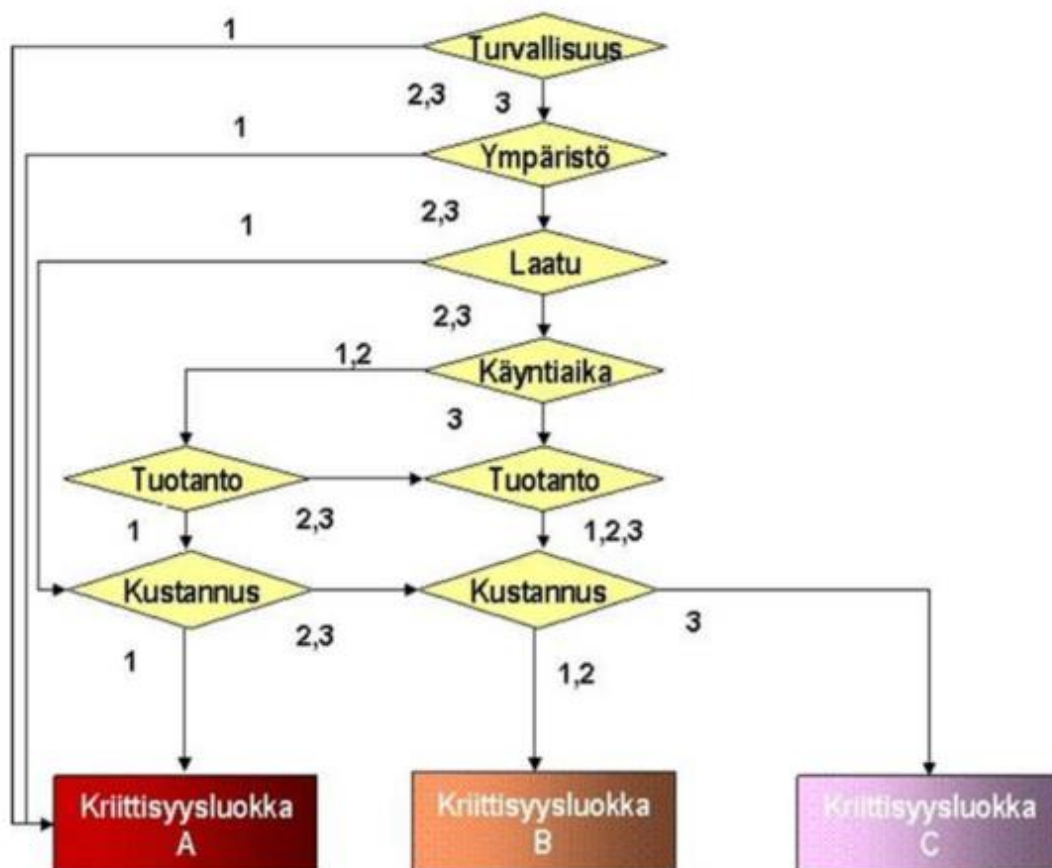 1
Turvallisuus
2,3
3
1
Ympäristö
2,3
1
Laatu
2,3
1,2
Käyntiaika
3
Tuotanto
Tuotanto
1
2,3
1,2,3
Kustannus
Kustannus
1
2,3
1,2
3
Kriittisyysluokka
A
Kriittisyysluokka
B
Kriittisyysluokka
C